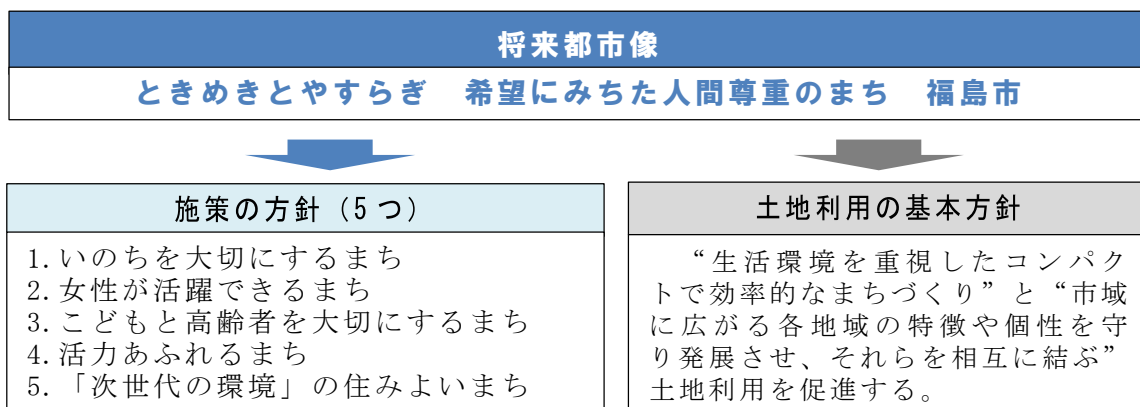 将来都市像
ときめきとやすらぎ　希望にみちた人間尊重のまち　福島市
施策の方針（5つ）
1.いのちを大切にするまち
2.女性が活躍できるまち
3.こどもと高齢者を大切にするまち
4.活力あふれるまち
5.「次世代の環境」の住みよいまち
土地利用の基本方針
“生活環境を重視したコンパク
トで効率的なまちづくり”と“市域
に広がる各地域の特徴や個性を守
り発展させ、それらを相互に結ぶ”
土地利用を促進する。